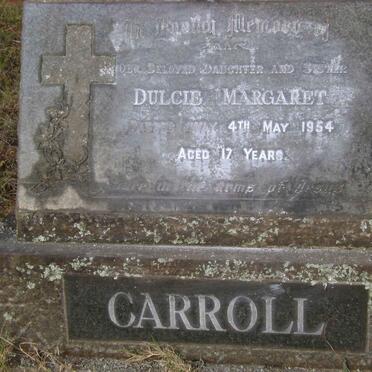 In Loving Memory of
OUR BELOVED DAUGHTER AND SISTER
DULCIE MARGARET
4TH MAY 1954
AGED 17 YEARS.
Safe in the arms of Jesus
CARROLL